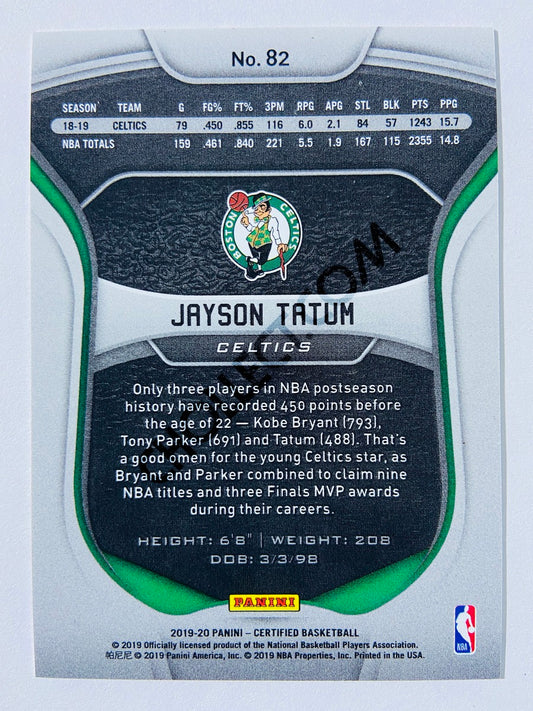 No. 82
SEASON TEAM G FG% FT% 3PM RPG APG STL BLK PTS PPG
18-19 CELTICS 79 .450 .855 116 6.0 2.1 84 57 1243 15.7
NBA TOTALS 159 .461 .840 221 5.5 1.9 167 115 2355 14.8
BOSTON CELTICS
JAYSON TATUM
CELTICS
Only three players in NBA postseason
history have recorded 450 points before
the age of 22 — Kobe Bryant (793),
Tony Parker (691) and Tatum (488). That's
a good omen for the young Celtics star, as
Bryant and Parker combined to claim nine
NBA titles and three Finals MVP awards
during their careers.
HEIGHT: 6'8" | WEIGHT: 208
DOB: 3/3/98
PANINI
2019-20 PANINI – CERTIFIED BASKETBALL
© 2019 Officially licensed product of the National Basketball Players Association.
帕尼尼 © 2019 Panini America, Inc. © 2019 NBA Properties, Inc. Printed in the USA.
NBA